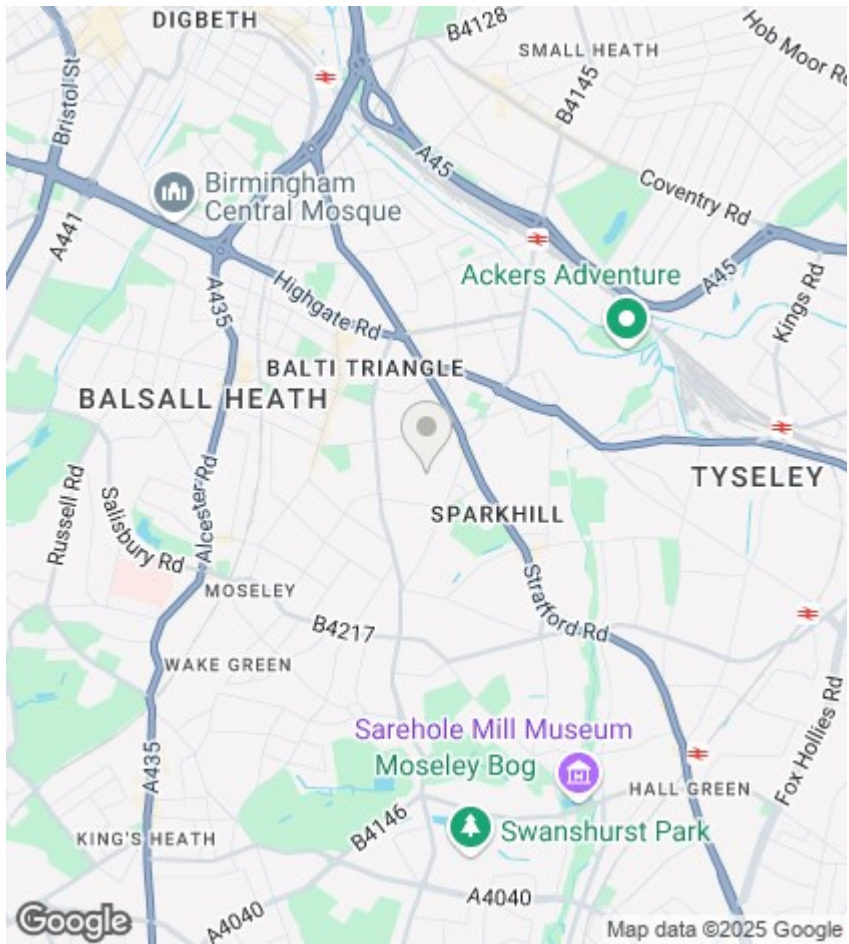 DIGBETH
B4128
SMALL HEATH
Hob Moor Rd
Bristol St
B4145
A45
Birmingham
Central Mosque
Coventry Rd
A441
A435
Highgate Rd
Ackers Adventure
A45
Kings Rd
BALTI TRIANGLE
BALSALL HEATH
TYSELEY
Russell Rd
Salisbury Rd
Alcester Rd
SPARKHILL
MOSELEY
Strafford Rd
B4217
WAKE GREEN
Fox Hollies Rd
Sarehole Mill Museum
Moseley Bog
A435
HALL GREEN
KING'S HEATH
B4146
Swanshurst Park
A4040
A4040
Google
Map data ©2025 Google